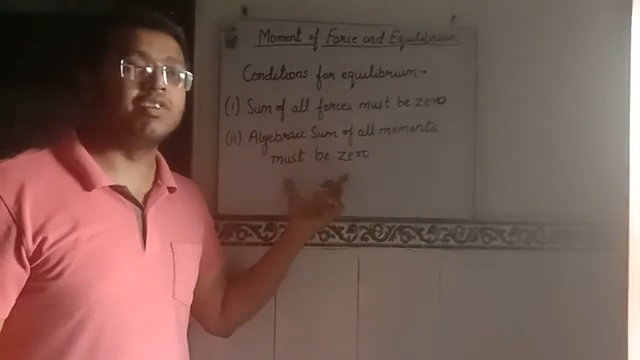 Moment of Force and Equilibrium
Conditions for equilibrium→
(i) Sum of all forces must be zero
(ii) Algebraic Sum of all moments
must be zero